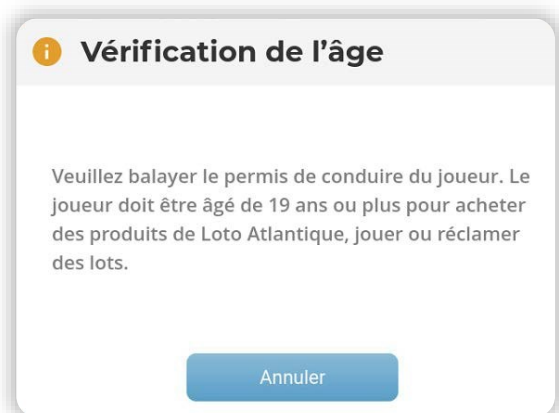 Vérification de l’âge
Veuillez balayer le permis de conduire du joueur. Le
joueur doit être âgé de 19 ans ou plus pour acheter
des produits de Loto Atlantique, jouer ou réclamer
des lots.
Annuler